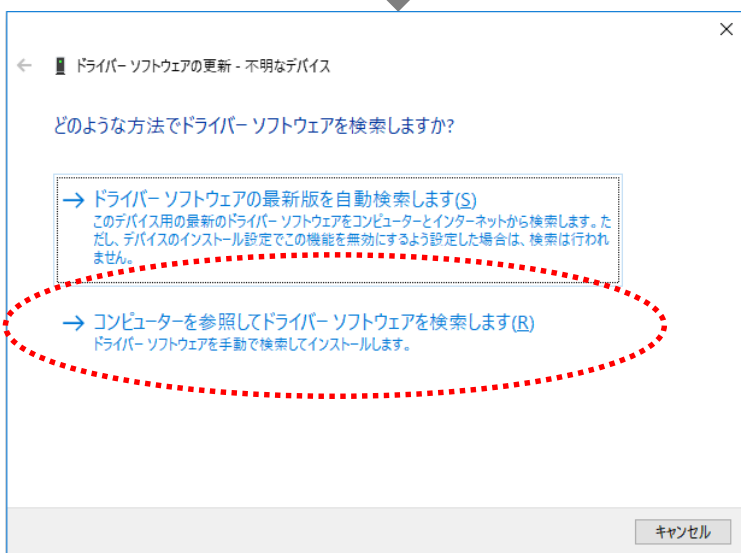 ドライバー ソフトウェアの更新 - 不明なデバイス
どのような方法でドライバー ソフトウェアを検索しますか?
→ ドライバー ソフトウェアの最新版を自動検索します(S)
このデバイス用の最新のドライバー ソフトウェアをコンピューターとインターネットから検索します。た
だし、デバイスのインストール設定でこの機能を無効にするよう設定した場合は、検索は行われ
ません。
→ コンピューターを参照してドライバー ソフトウェアを検索します(R)
ドライバー ソフトウェアを手動で検索してインストールします。
キャンセル